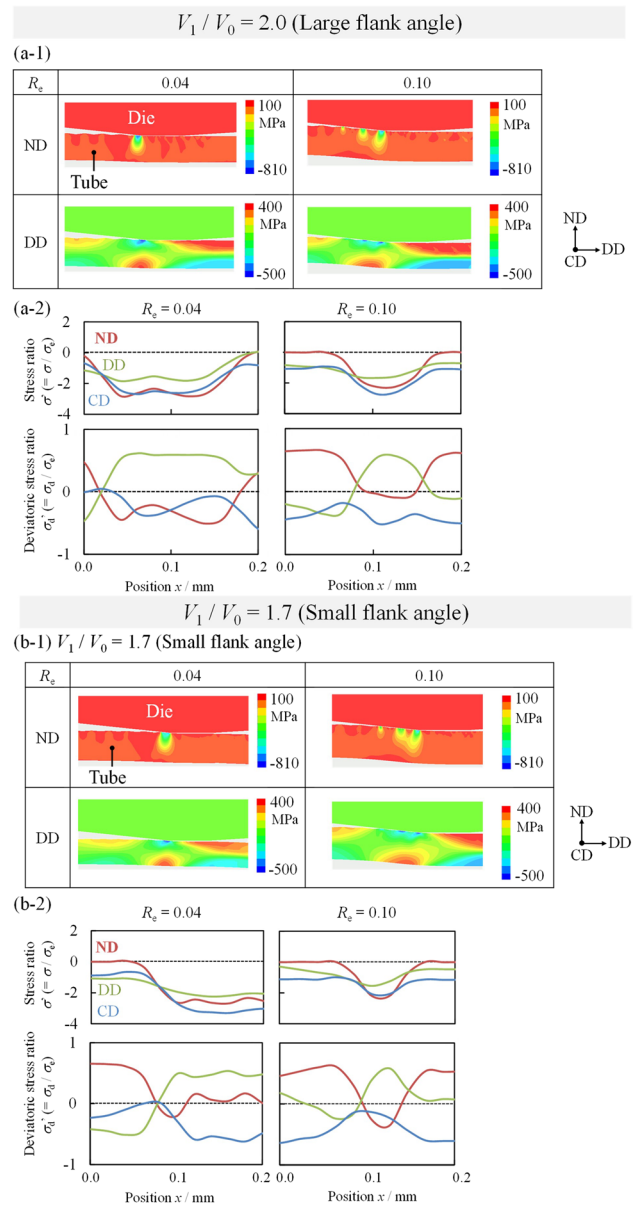 V₁ / V₀ = 2.0 (Large flank angle)
(a-1)
Rₑ 0.04 0.10
ND Die Tube 100 MPa -810 100 MPa -810
DD 400 MPa -500 400 MPa -500
ND DD CD
(a-2)
Rₑ = 0.04 Rₑ = 0.10
Stress ratio
σ' (= σ / σₑ)
2
0
-2
-4
ND
DD
CD
Deviatoric stress ratio
σd' (= σd / σₑ)
1
0
-1
0.0 0.1 0.2 0.0 0.1 0.2
Position x / mm Position x / mm
V₁ / V₀ = 1.7 (Small flank angle)
(b-1) V₁ / V₀ = 1.7 (Small flank angle)
Rₑ 0.04 0.10
ND Die Tube 100 MPa -810 100 MPa -810
DD 400 MPa -500 400 MPa -500
ND DD CD
(b-2)
Rₑ = 0.04 Rₑ = 0.10
Stress ratio
σ' (= σ / σₑ)
2
0
-2
-4
ND
DD
CD
Deviatoric stress ratio
σd' (= σd / σₑ)
1
0
-1
0.0 0.1 0.2 0.0 0.1 0.2
Position x / mm Position x / mm